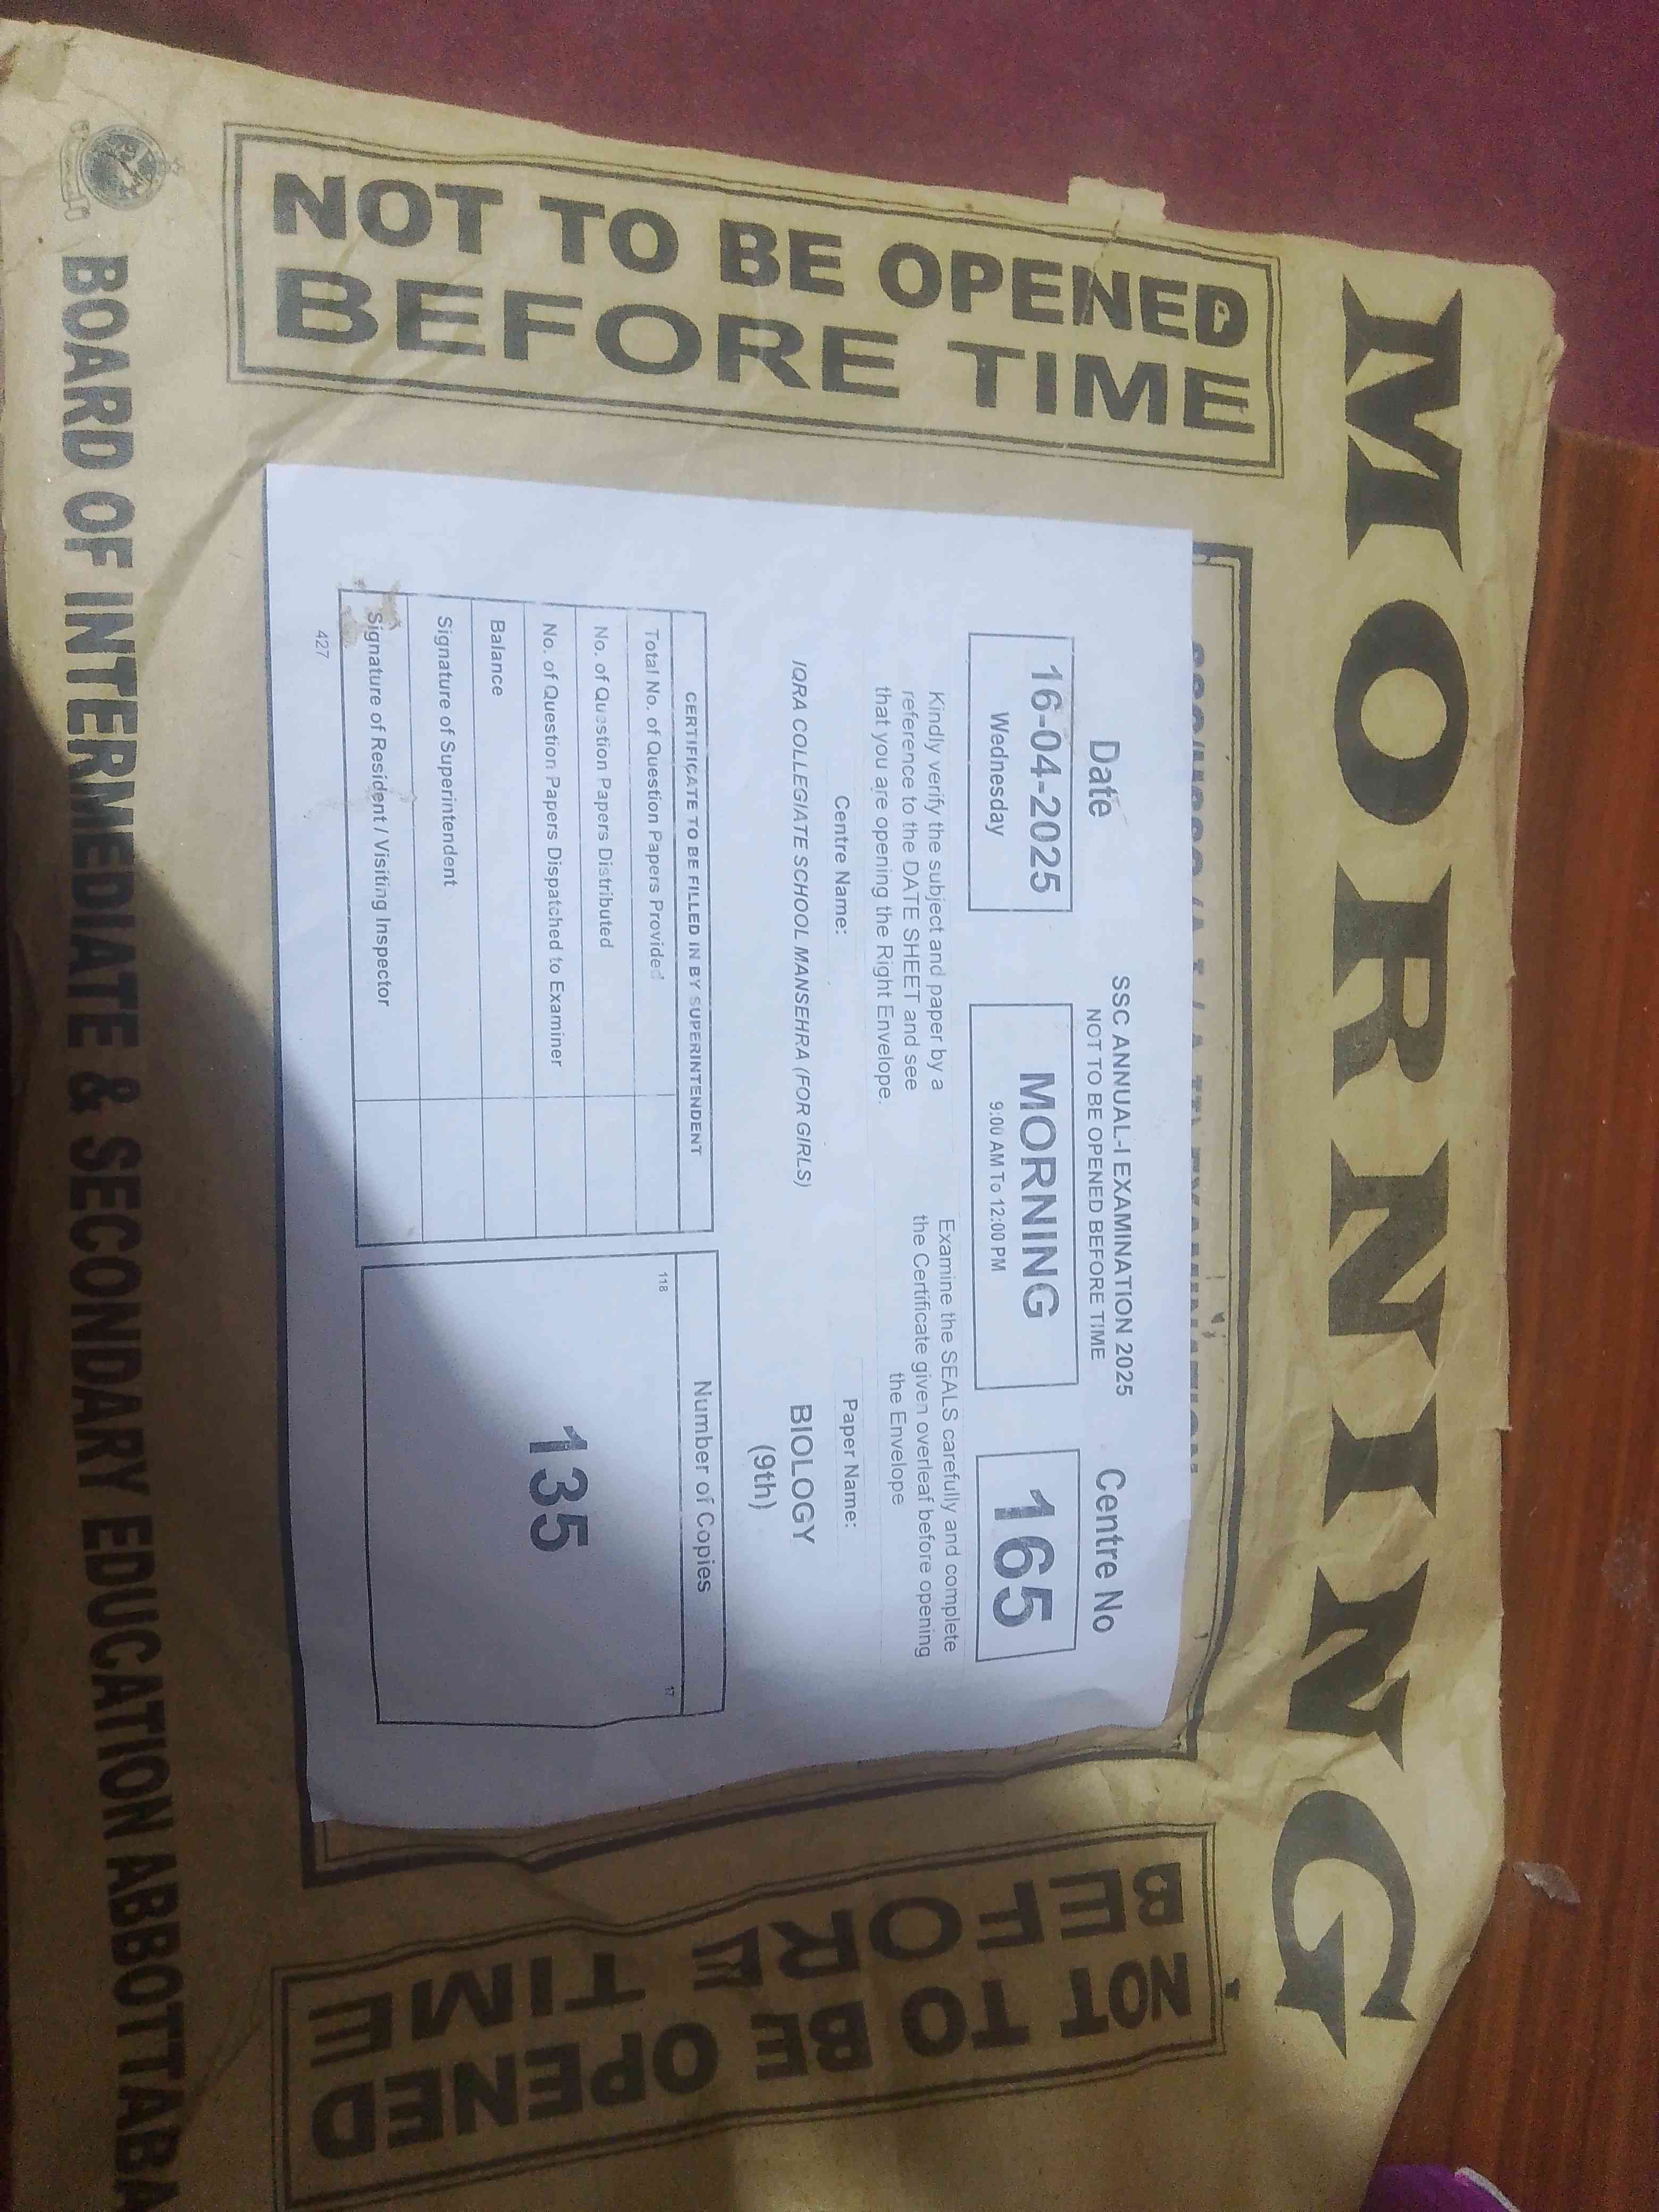 MORNING
NOT TO BE OPENED
BEFORE TIME
SSC ANNUAL-I EXAMINATION 2025
NOT TO BE OPENED BEFORE TIME
Date
16-04-2025
Wednesday
MORNING
9:00 AM To 12:00 PM
Centre No
165
Kindly verify the subject and paper by a
reference to the DATE SHEET and see
that you are opening the Right Envelope.
Examine the SEALS carefully and complete
the Certificate given overleaf before opening
the Envelope
Centre Name:
IQRA COLLEGIATE SCHOOL MANSEHRA (FOR GIRLS)
Paper Name:
BIOLOGY
(9th)
CERTIFICATE TO BE FILLED IN BY SUPERINTENDENT
Total No. of Question Papers Provided
No. of Question Papers Distributed
No. of Question Papers Dispatched to Examiner
Balance
Signature of Superintendent
Signature of Resident / Visiting Inspector
427
Number of Copies
118
17
135
NOT TO BE OPENED
BEFORE TIME
BOARD OF INTERMEDIATE & SECONDARY EDUCATION ABBOTTABA